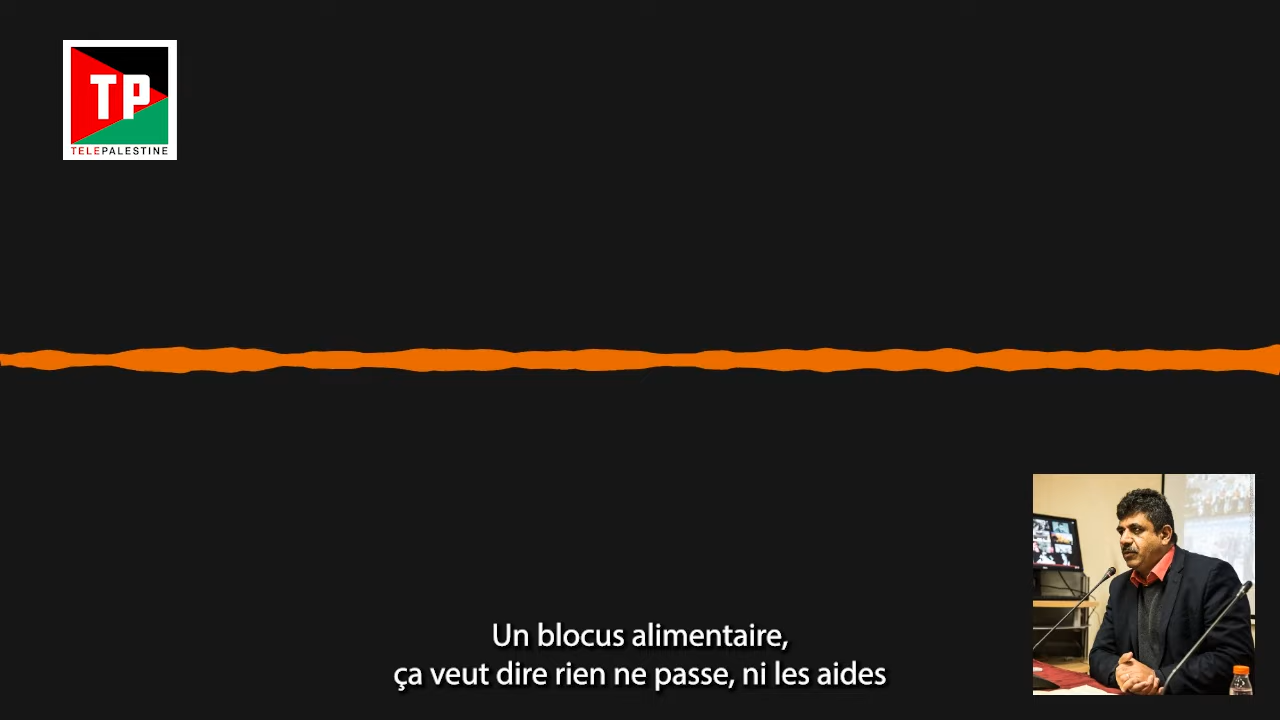 TP
TELEPALESTINE
Un blocus alimentaire,
ça veut dire rien ne passe, ni les aides